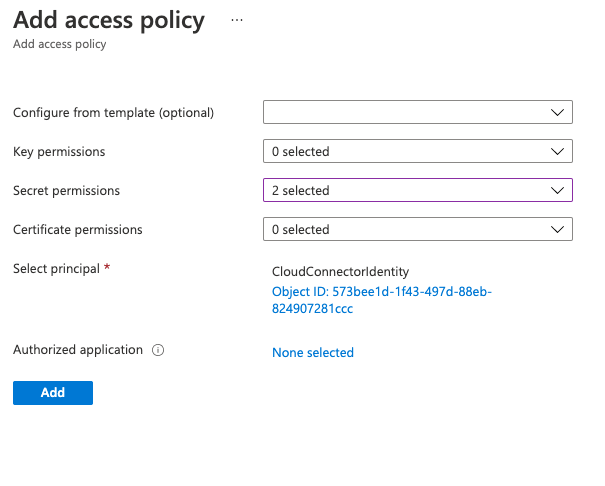 Add access policy ...
Add access policy
Configure from template (optional)
Key permissions 0 selected
Secret permissions 2 selected
Certificate permissions 0 selected
Select principal * CloudConnectorIdentity
Object ID: 573bee1d-1f43-497d-88eb-
824907281ccc
Authorized application None selected
Add